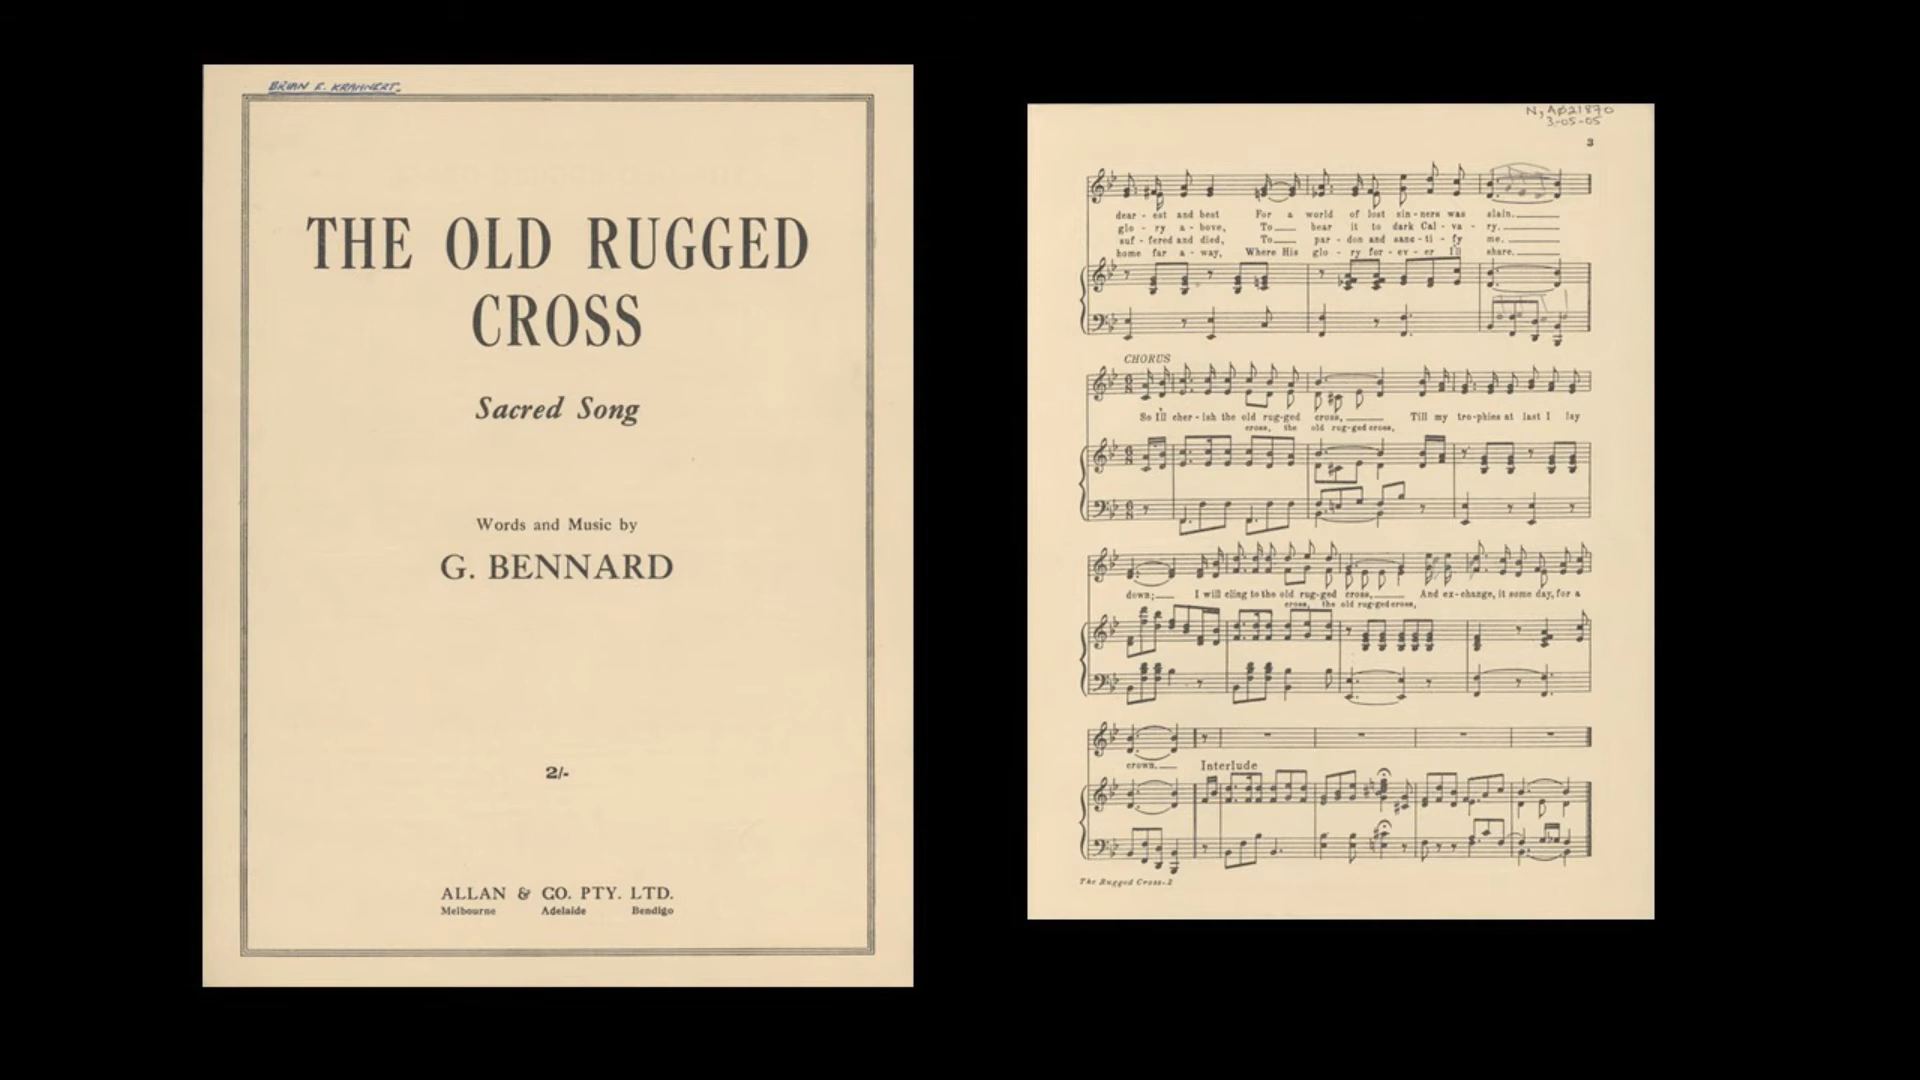 BRIAN E. KRAHNERT.
THE OLD RUGGED
CROSS
Sacred Song
Words and Music by
G. BENNARD
2/-
ALLAN & CO. PTY. LTD.
Melbourne Adelaide Bendigo
N, A021870
3-05-05
3
dear - est and best For a world of lost sin - ners was slain.
glo - ry a - bove, To bear it to dark Cal - va - ry.
suf - fered and died, To par - don and sanc - ti - fy me.
home far a - way, Where His glo - ry for - ev - er I'll share.
CHORUS
So I'll cher - ish the old rug - ged cross, Till my tro - phies at last I lay
cross, the old rug - ged cross,
down; I will cling to the old rug - ged cross, And ex - change, it some day, for a
cross, the old rug - ged cross,
crown. Interlude
The Rugged Cross-2